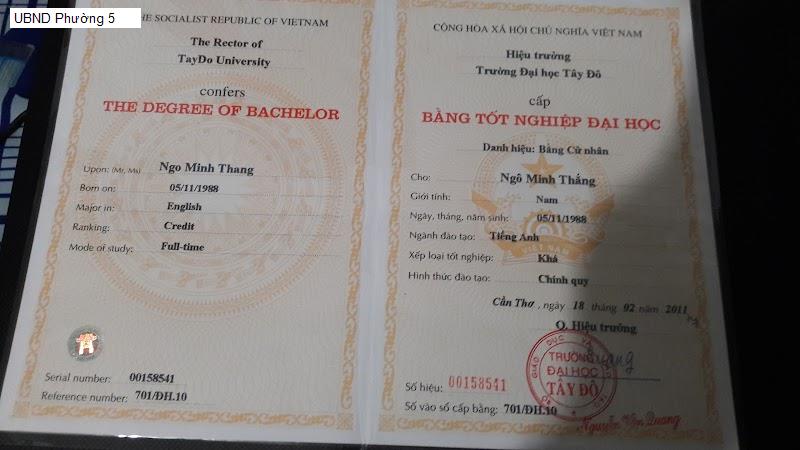 UBND Phường 5
THE SOCIALIST REPUBLIC OF VIETNAM
The Rector of
TayDo University
confers
THE DEGREE OF BACHELOR
Upon: (Mr, Ms) Ngo Minh Thang
Born on: 05/11/1988
Major in: English
Ranking: Credit
Mode of study: Full-time
Serial number: 00158541
Reference number: 701/ĐH.10
CỘNG HÒA XÃ HỘI CHỦ NGHĨA VIỆT NAM
Hiệu trưởng
Trường Đại học Tây Đô
cấp
BẰNG TỐT NGHIỆP ĐẠI HỌC
Danh hiệu: Bằng Cử nhân
Cho: Ngô Minh Thắng
Giới tính: Nam
Ngày, tháng, năm sinh: 05/11/1988
Ngành đào tạo: Tiếng Anh
VIỆT NAM
Xếp loại tốt nghiệp: Khá
Hình thức đào tạo: Chính quy
Cần Thơ, ngày 18 tháng 02 năm 2011
Q. Hiệu trưởng
TRƯỜNG
ĐẠI HỌC
TÂY ĐÔ
Số hiệu: 00158541
Số vào sổ cấp bằng: 701/ĐH.10
Nguyễn Văn Quang